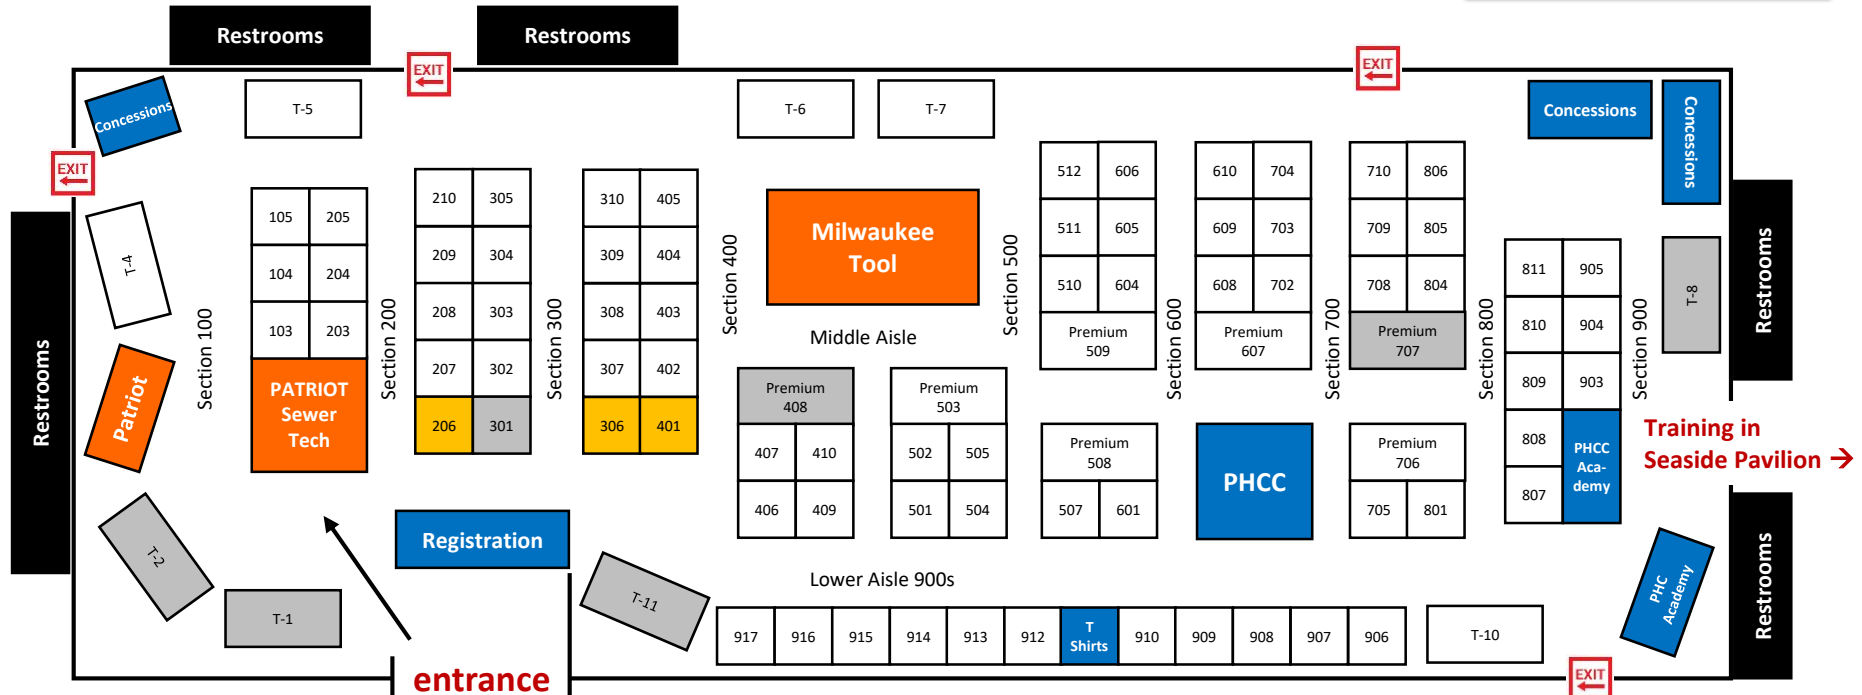 Restrooms
Restrooms
EXIT
EXIT
Concessions
T-5
T-6
T-7
Concessions
Concessions
EXIT
Restrooms
T-4
Patriot
T-2
T-1
Section 100
105 205
104 204
103 203
PATRIOT
Sewer
Tech
Section 200
210 305
209 304
208 303
207 302
206 301
Section 300
310 405
309 404
308 403
307 402
306 401
Section 400
Milwaukee
Tool
Middle Aisle
Section 500
512 606
511 605
510 604
Premium
509
Section 600
610 704
609 703
608 702
Premium
607
Section 700
710 806
709 805
708 804
Premium
707
Section 800
811 905
810 904
809 903
808
807
PHCC
Aca-
demy
Section 900
T-8
Restrooms
Premium
408
407 410
406 409
Premium
503
502 505
501 504
Premium
508
507 601
PHCC
Premium
706
705 801
Training in
Seaside Pavilion →
Registration
T-11
Lower Aisle 900s
917 916 915 914 913 912
T
Shirts
910 909 908 907 906
T-10
PHC
Academy
Restrooms
EXIT
entrance